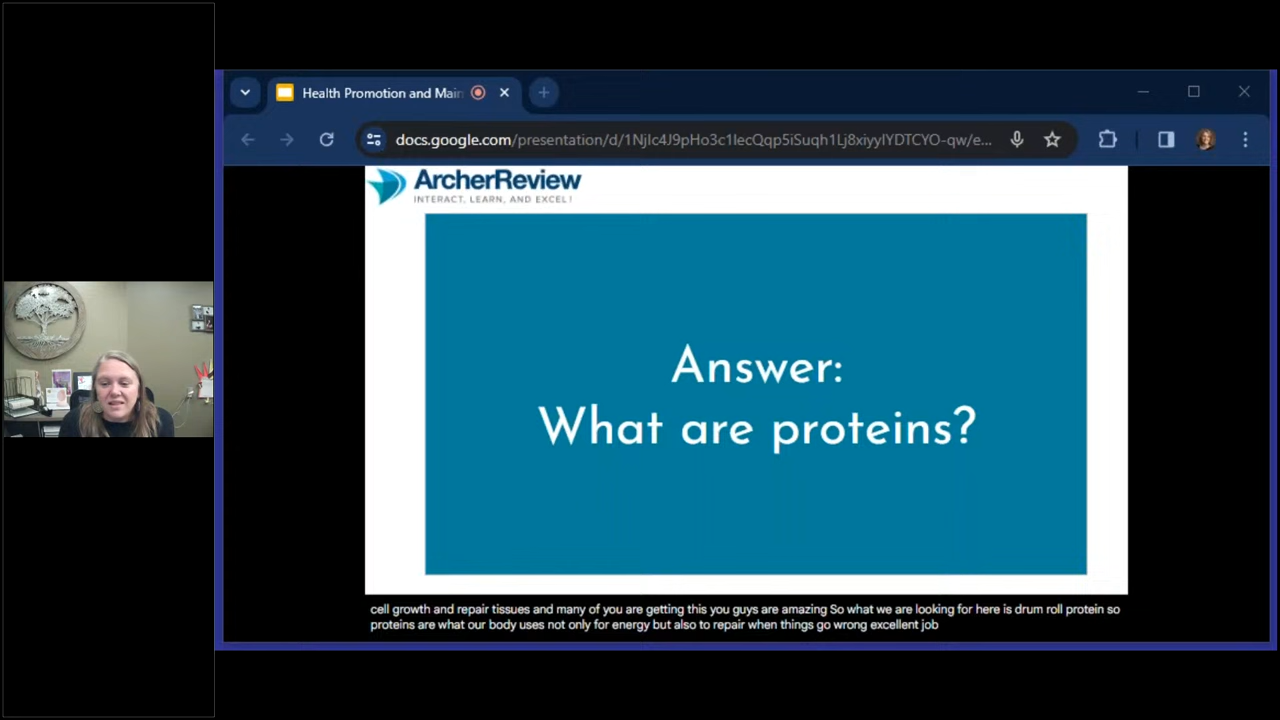 Health Promotion and Main
docs.google.com/presentation/d/1NjIc4J9pHo3c1IecQqp5iSuqh1Lj8xiyyIYDTCYO-qw/e...
ArcherReview
INTERACT, LEARN, AND EXCEL!
Answer:
What are proteins?
cell growth and repair tissues and many of you are getting this you guys are amazing So what we are looking for here is drum roll protein so
proteins are what our body uses not only for energy but also to repair when things go wrong excellent job